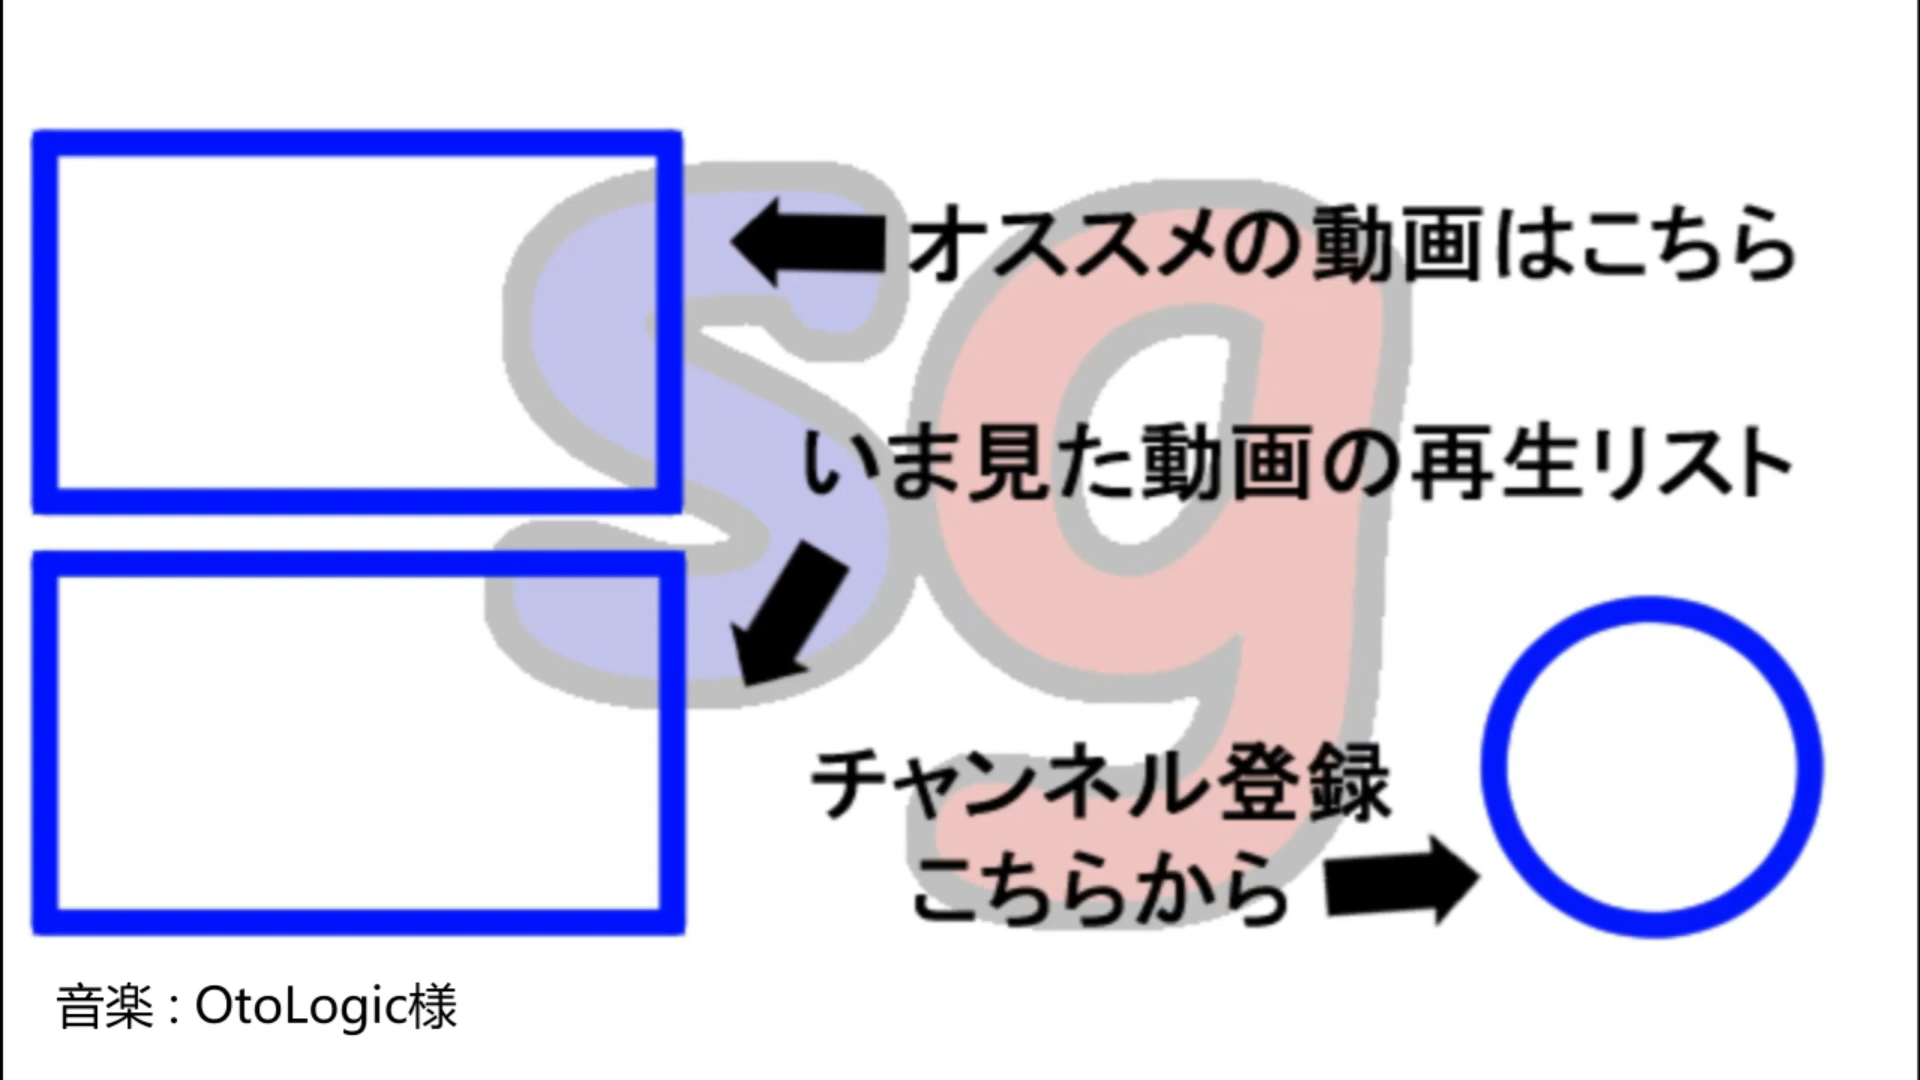 sg
オススメの動画はこちら
いま見た動画の再生リスト
チャンネル登録
こちらから
音楽 : OtoLogic様